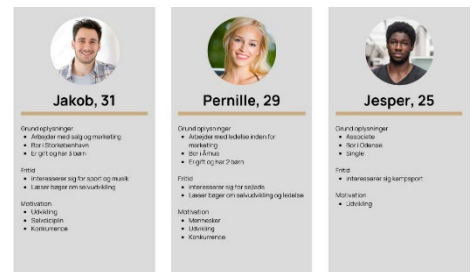 Jakob, 31
Grundoplysninger
Arbejder med salg og marketing
Bor i Storkøbenhavn
Er gift og har 3 børn
Fritid
Interesserer sig for sport og musik
Læser bøger om selvudvikling
Motivation
Udvikling
Selvdiciplin
Konkurrence
Pernille, 29
Grundoplysninger
Arbejder med ledelse inden for
marketing
Bor i Århus
Er gift og har 2 børn
Fritid
Interesserer sig for sejlads
Læser bøger om selvudvikling og ledelse
Motivation
Mennesker
Udvikling
Konkurrence
Jesper, 25
Grundoplysninger
Associate
Bor i Odense
Single
Fritid
Interesserer sig kampsport
Motivation
Udvikling